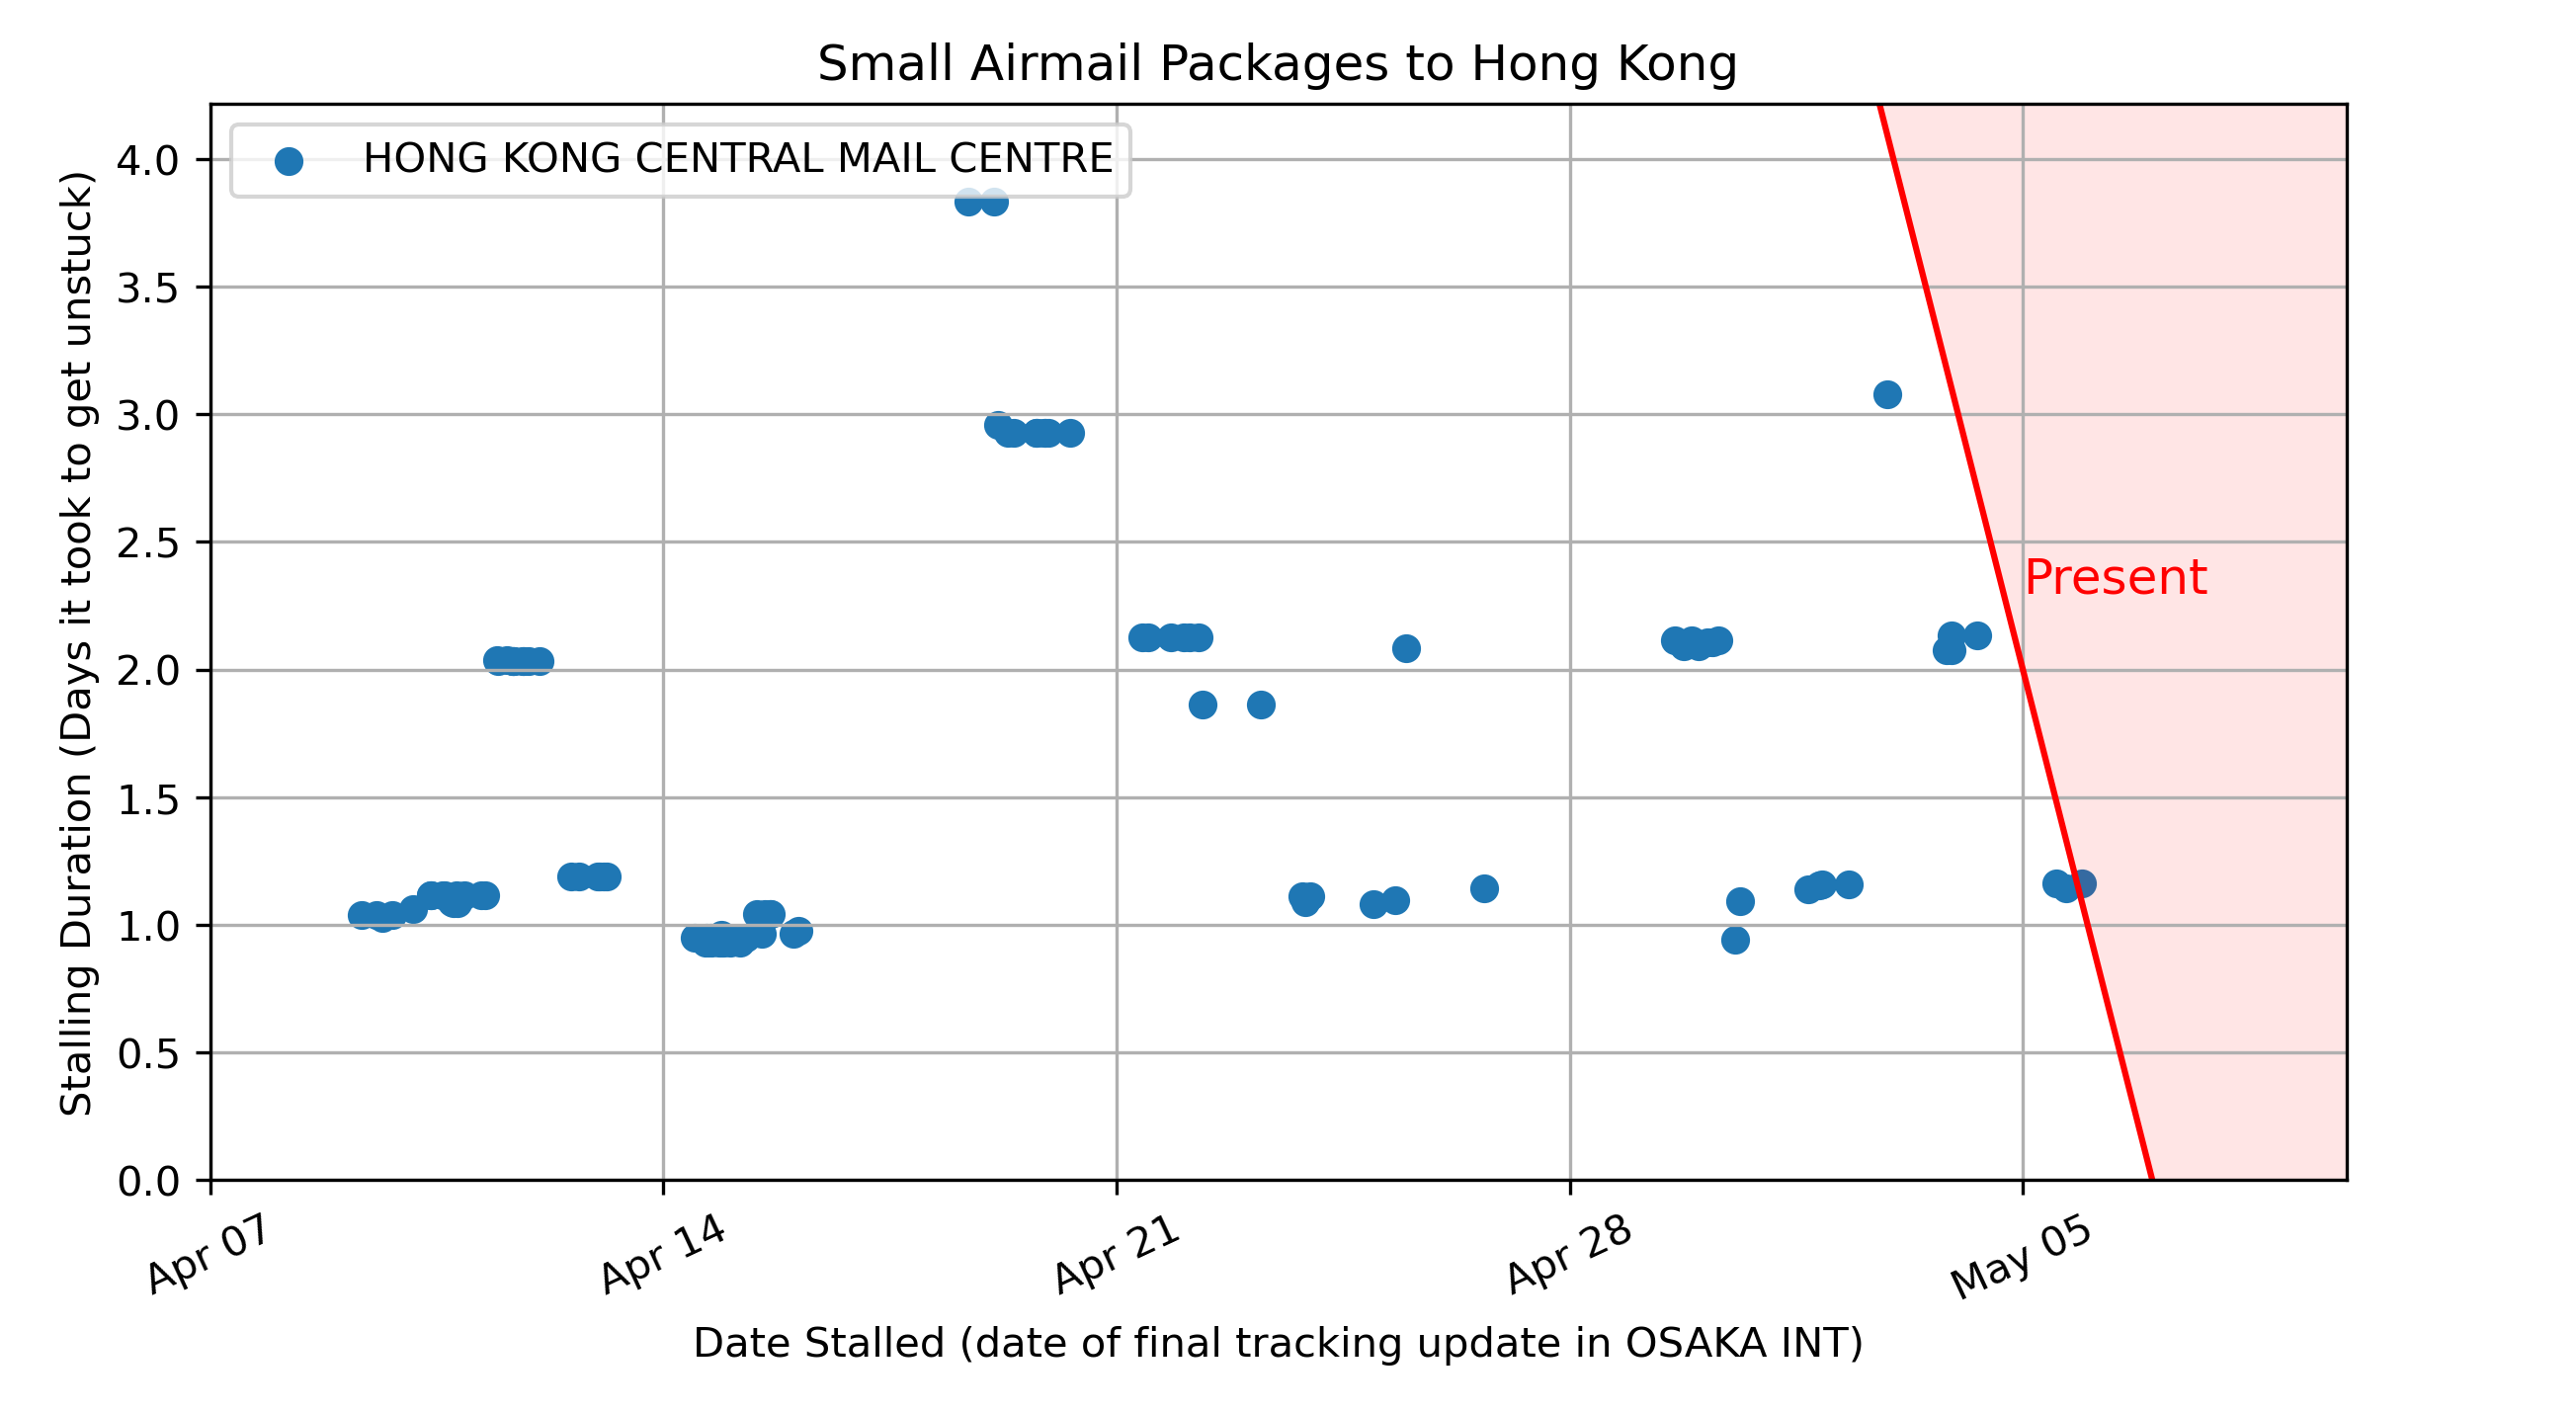 Small Airmail Packages to Hong Kong
HONG KONG CENTRAL MAIL CENTRE
Stalling Duration (Days it took to get unstuck)
4.0
3.5
3.0
2.5
2.0
1.5
1.0
0.5
0.0
Present
Apr 07
Apr 14
Apr 21
Apr 28
May 05
Date Stalled (date of final tracking update in OSAKA INT)